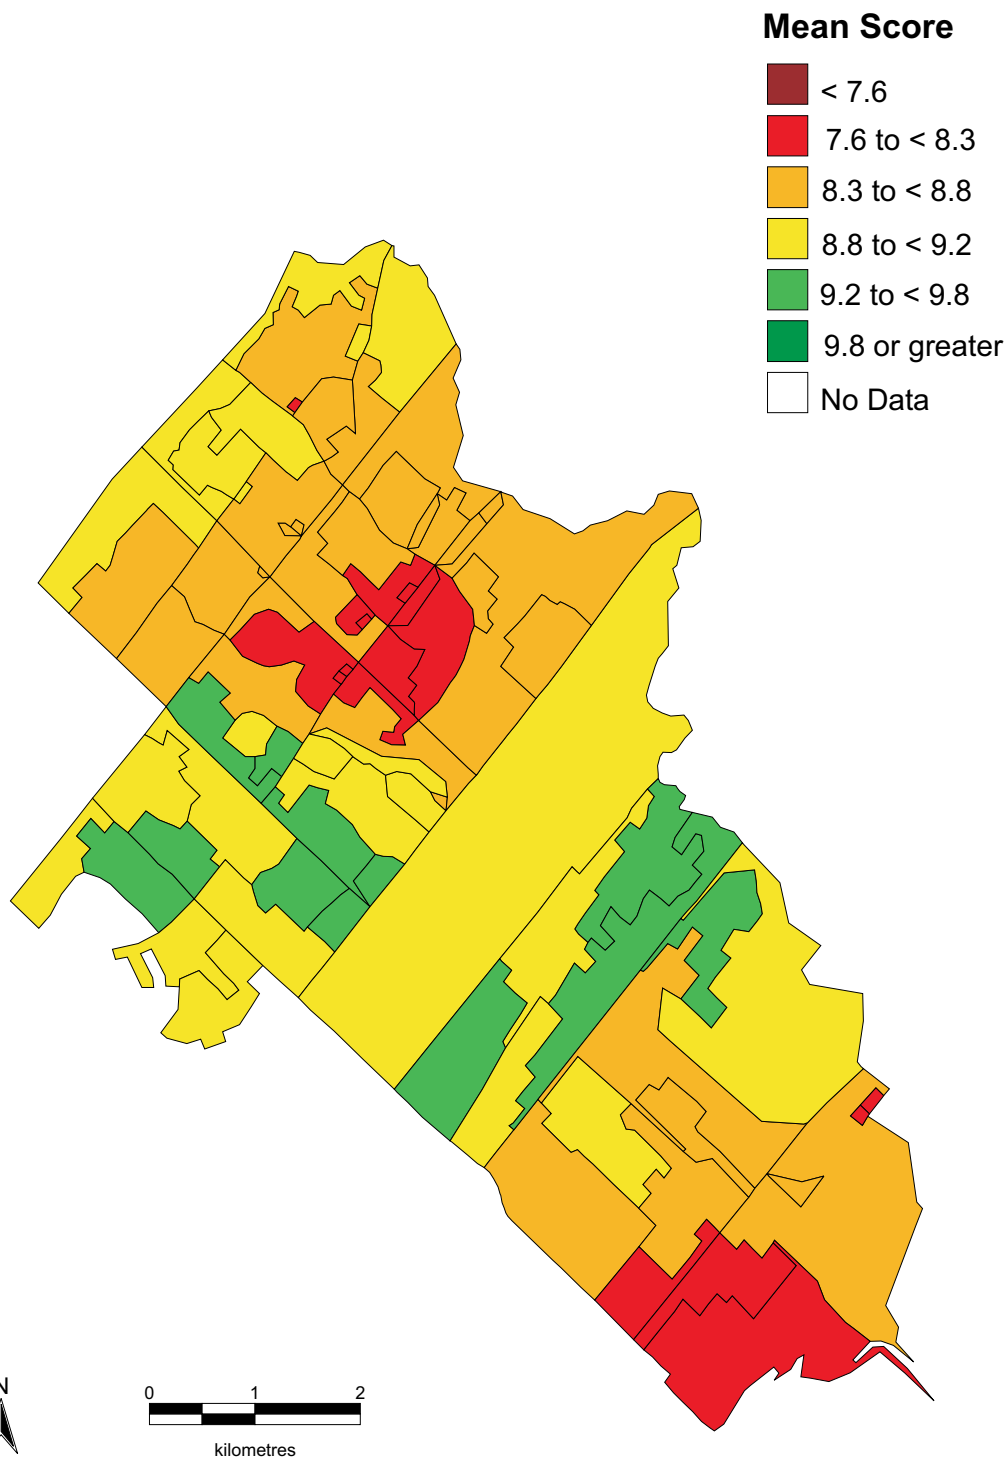 Mean Score
< 7.6
7.6 to < 8.3
8.3 to < 8.8
8.8 to < 9.2
9.2 to < 9.8
9.8 or greater
No Data
N
0 1 2
kilometres